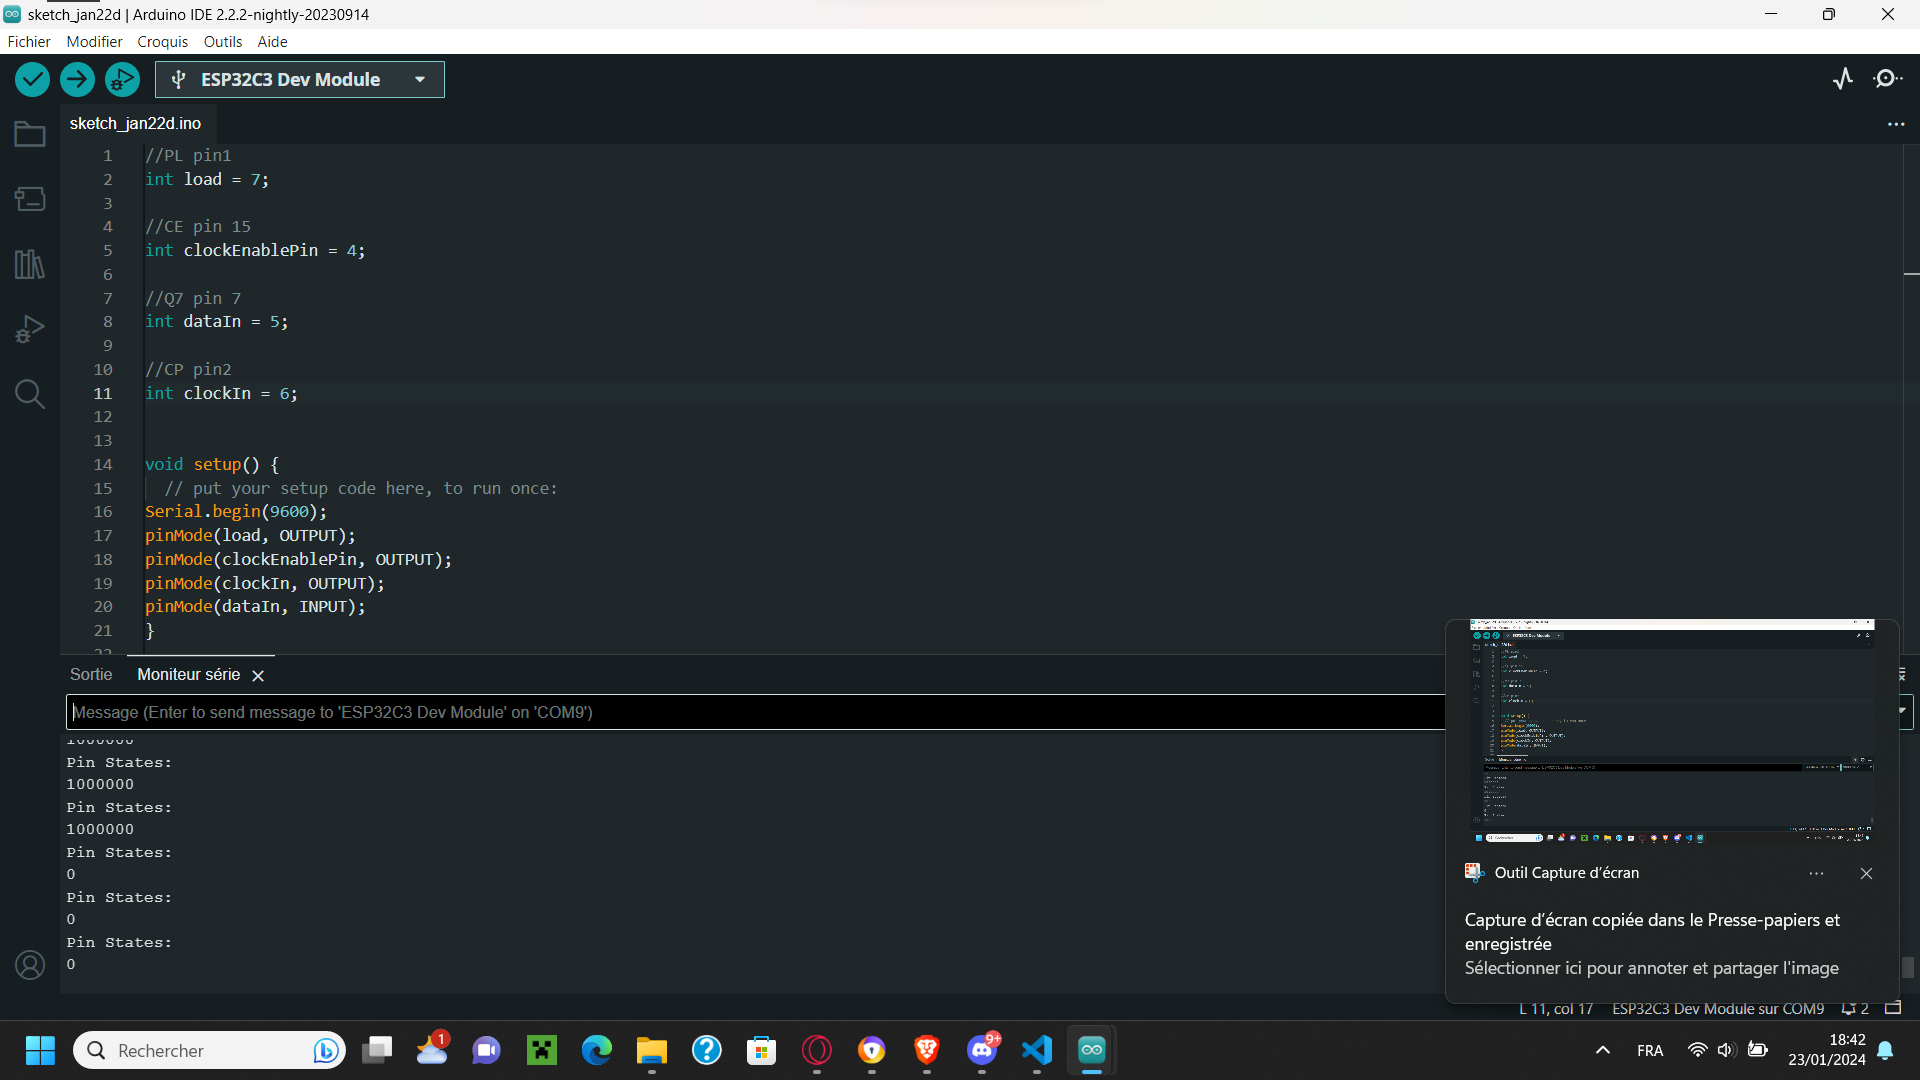 sketch_jan22d | Arduino IDE 2.2.2-nightly-20230914
Fichier Modifier Croquis Outils Aide
ESP32C3 Dev Module
sketch_jan22d.ino
1 //PL pin1
2 int load = 7;
3
4 //CE pin 15
5 int clockEnablePin = 4;
6
7 //Q7 pin 7
8 int dataIn = 5;
9
10 //CP pin2
11 int clockIn = 6;
12
13
14 void setup() {
15 // put your setup code here, to run once:
16 Serial.begin(9600);
17 pinMode(load, OUTPUT);
18 pinMode(clockEnablePin, OUTPUT);
19 pinMode(clockIn, OUTPUT);
20 pinMode(dataIn, INPUT);
21 }
22
Sortie Moniteur série
Message (Enter to send message to 'ESP32C3 Dev Module' on 'COM9')
1000000
Pin States:
1000000
Pin States:
1000000
Pin States:
0
Pin States:
0
Pin States:
0
Outil Capture d'écran
Capture d'écran copiée dans le Presse-papiers et
enregistrée
Sélectionner ici pour annoter et partager l'image
L 11, col 17 ESP32C3 Dev Module sur COM9 2
Rechercher
1
9+
FRA
18:42
23/01/2024